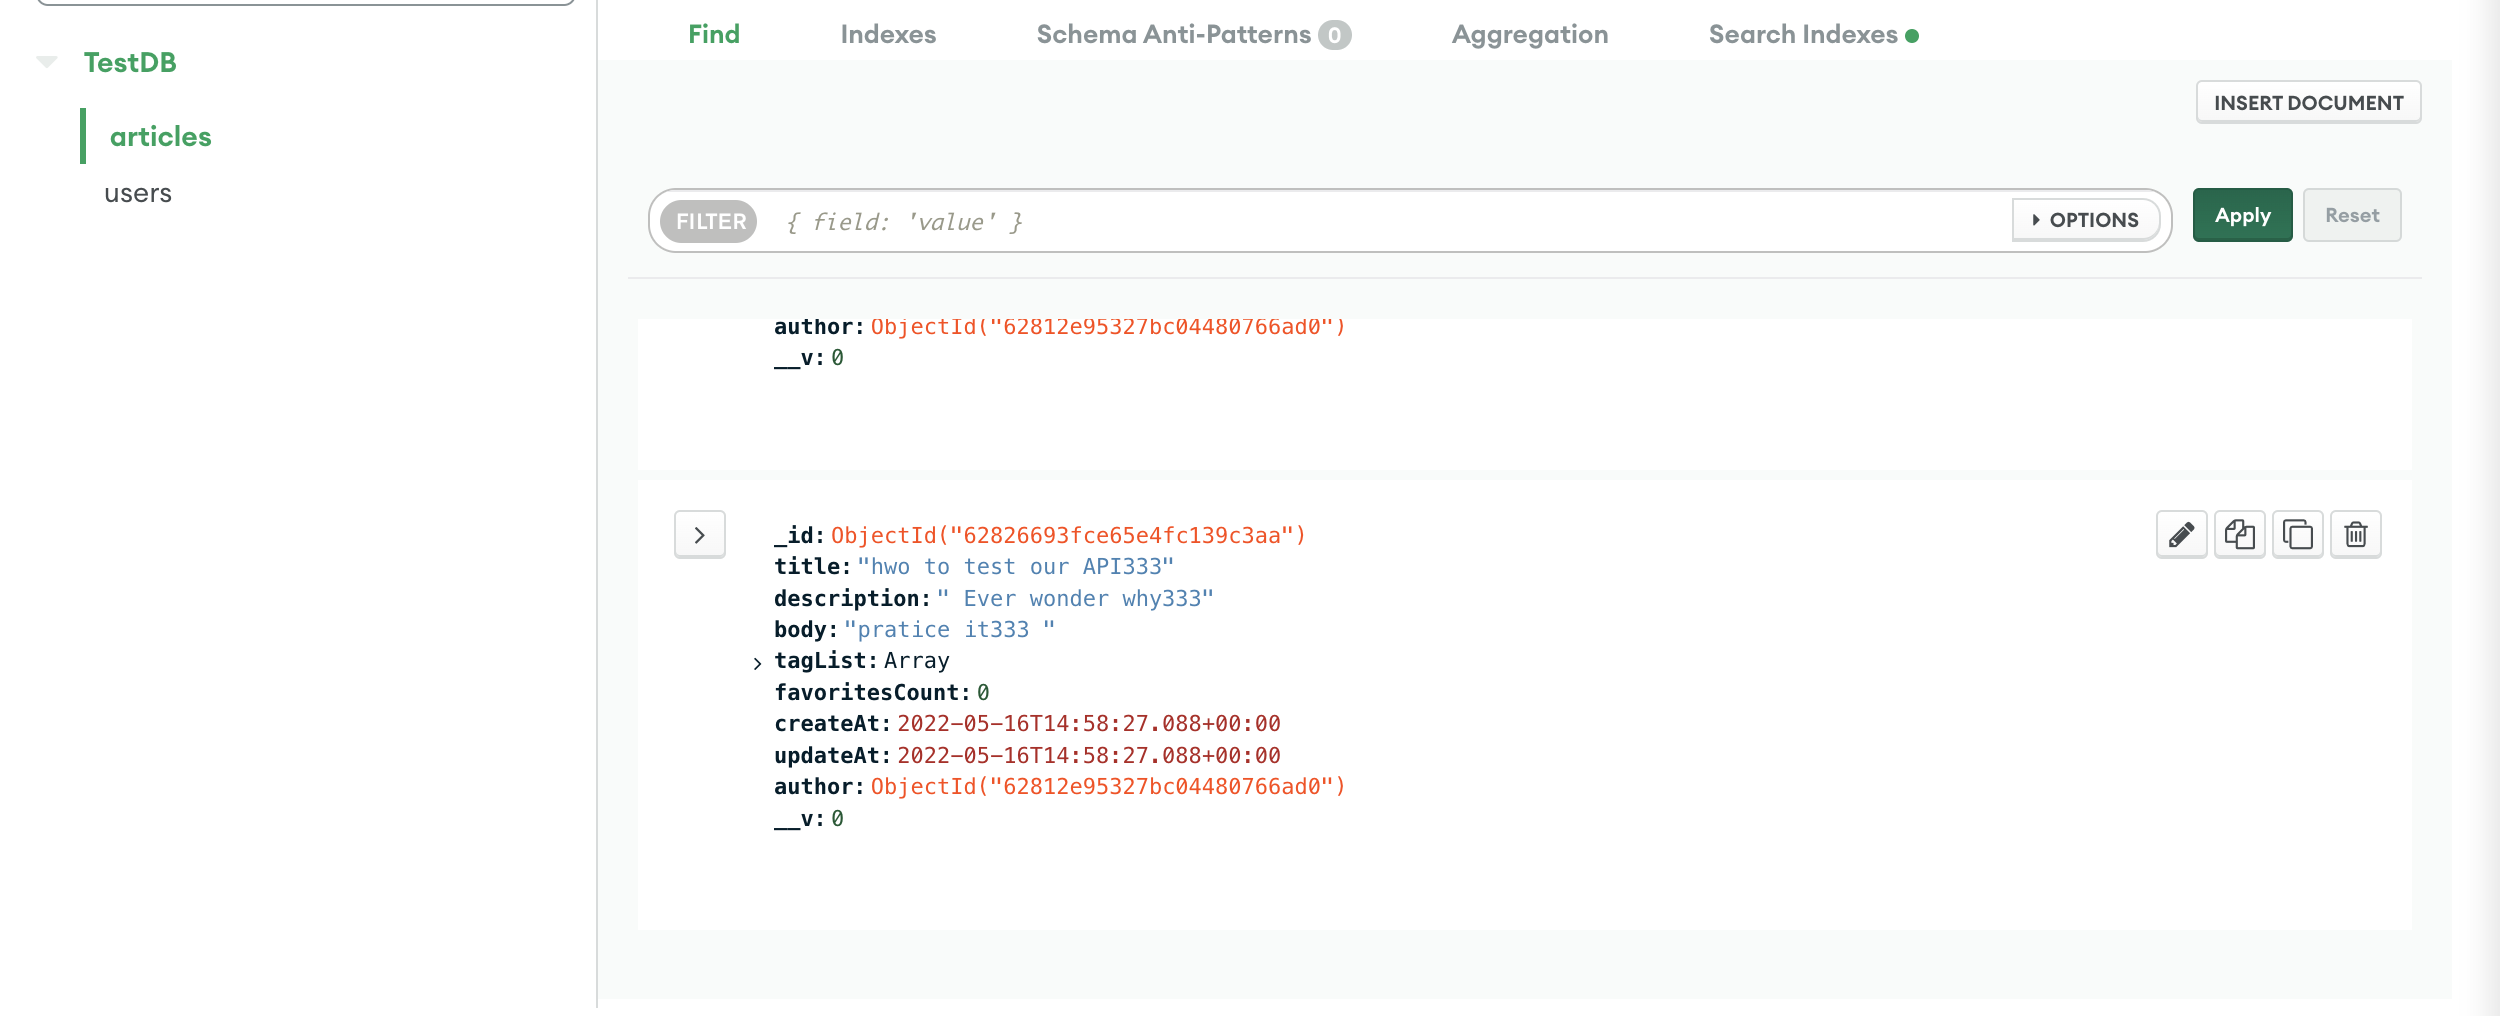 TestDB
articles
users
Find Indexes Schema Anti-Patterns 0 Aggregation Search Indexes
INSERT DOCUMENT
FILTER { field: 'value' } OPTIONS Apply Reset
author: ObjectId("62812e95327bc04480766ad0")
__v: 0
_id: ObjectId("62826693fce65e4fc139c3aa")
title: "hwo to test our API333"
description: " Ever wonder why333"
body: "pratice it333 "
tagList: Array
favoritesCount: 0
createAt: 2022-05-16T14:58:27.088+00:00
updateAt: 2022-05-16T14:58:27.088+00:00
author: ObjectId("62812e95327bc04480766ad0")
__v: 0